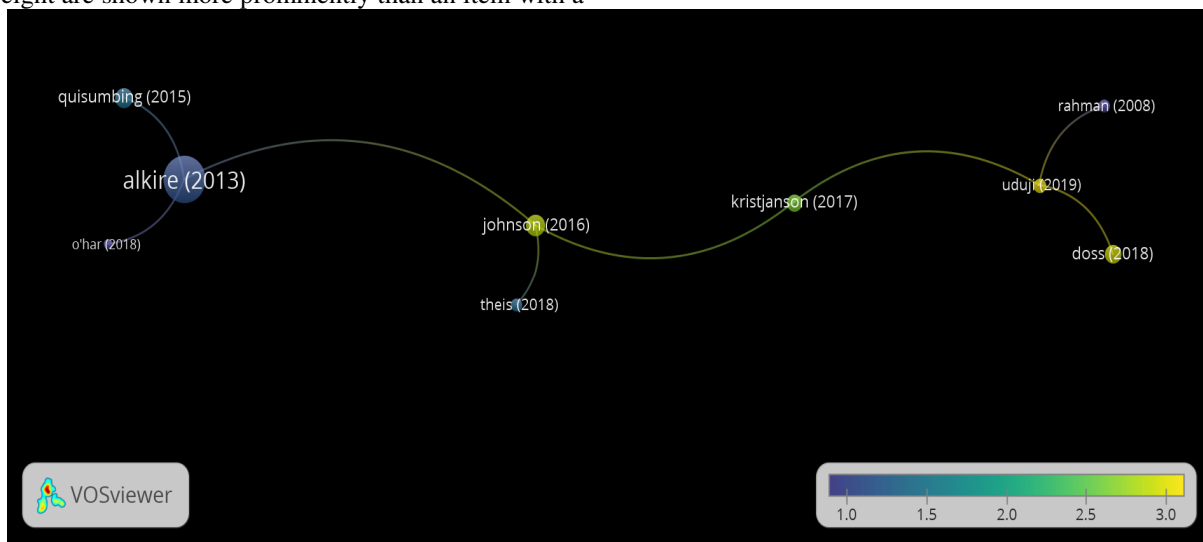 eight are shown more prominently than an item with a
quisumbing (2015)
rahman (2008)
alkire (2013)
uduji (2019)
kristjanson (2017)
johnson (2016)
o'har (2018)
doss (2018)
theis (2018)
VOSviewer
1.0 1.5 2.0 2.5 3.0